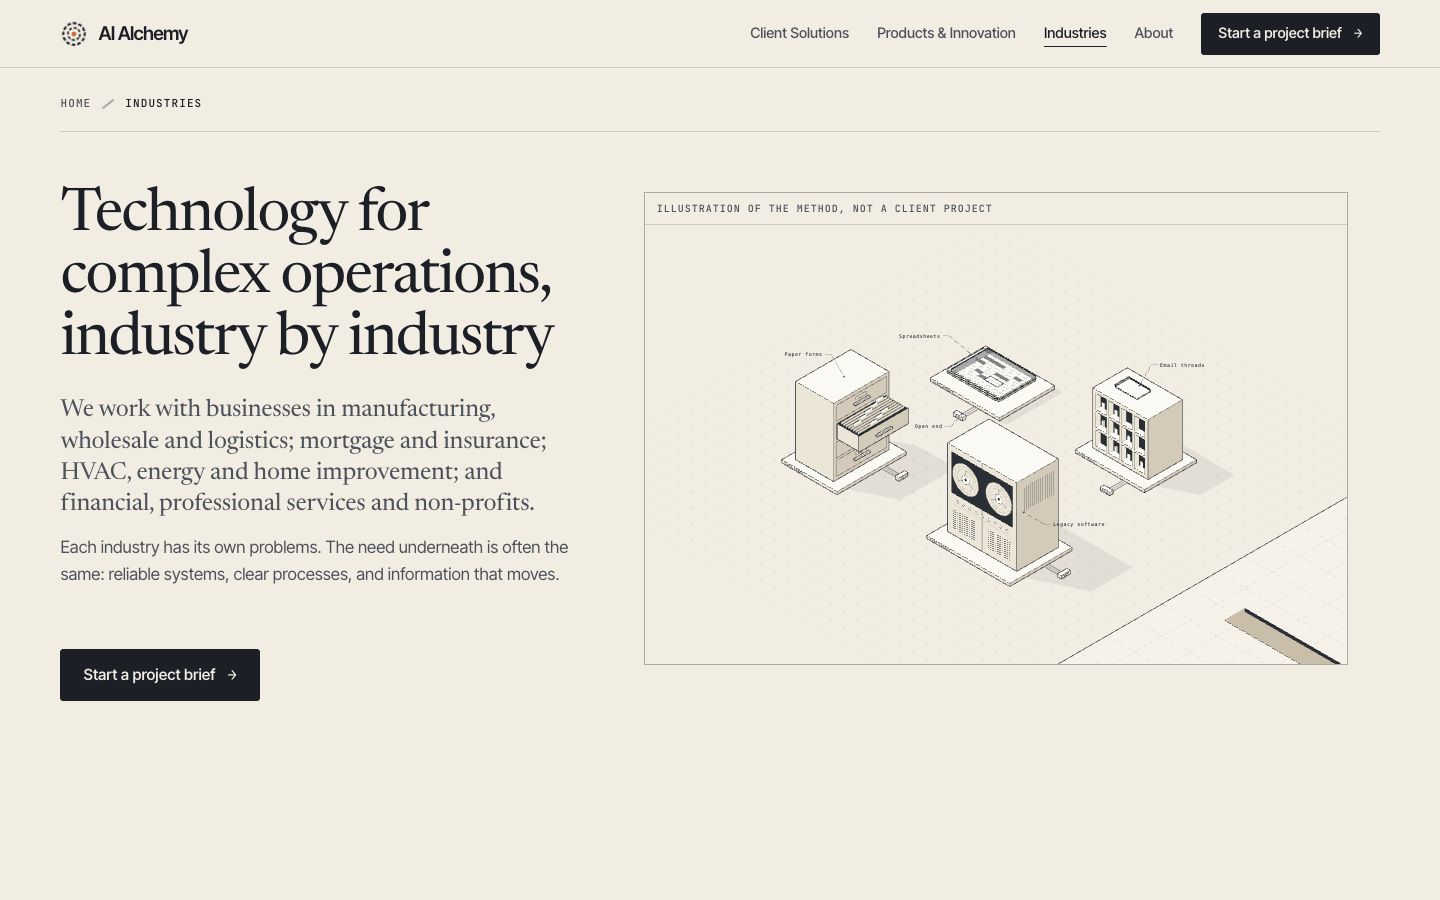 AI Alchemy
Client Solutions
Products & Innovation
Industries
About
Start a project brief →
HOME / INDUSTRIES
Technology for
complex operations,
industry by industry
We work with businesses in manufacturing,
wholesale and logistics; mortgage and insurance;
HVAC, energy and home improvement; and
financial, professional services and non-profits.
Each industry has its own problems. The need underneath is often the
same: reliable systems, clear processes, and information that moves.
Start a project brief →
ILLUSTRATION OF THE METHOD, NOT A CLIENT PROJECT
Spreadsheets
Paper forms
Email threads
Open end
Legacy software